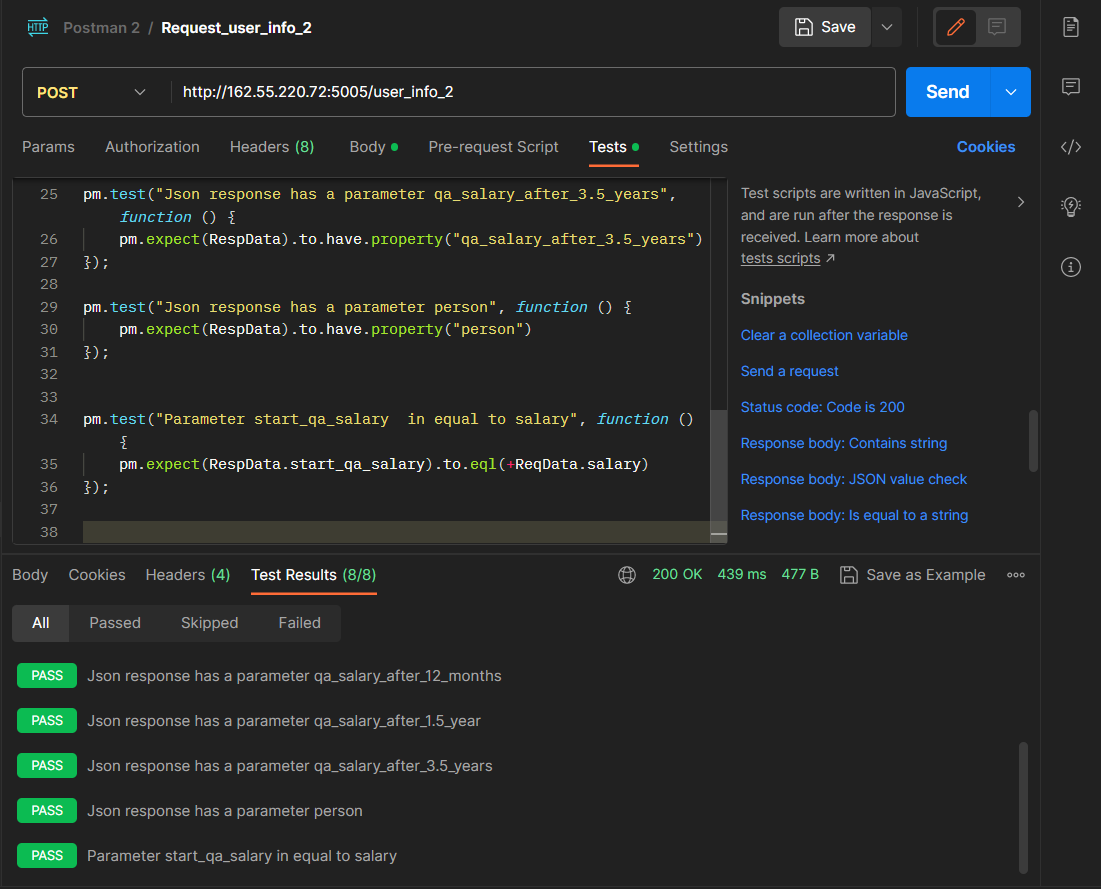 HTTP Postman 2 / Request_user_info_2 Save
POST http://162.55.220.72:5005/user_info_2 Send
Params Authorization Headers (8) Body Pre-request Script Tests Settings Cookies
25 pm.test("Json response has a parameter qa_salary_after_3.5_years",
function () {
26 pm.expect(RespData).to.have.property("qa_salary_after_3.5_years")
27 });
28
29 pm.test("Json response has a parameter person", function () {
30 pm.expect(RespData).to.have.property("person")
31 });
32
33
34 pm.test("Parameter start_qa_salary  in equal to salary", function ()
{
35 pm.expect(RespData.start_qa_salary).to.eql(+ReqData.salary)
36 });
37
38
Test scripts are written in JavaScript,
and are run after the response is
received. Learn more about
tests scripts ↗
Snippets
Clear a collection variable
Send a request
Status code: Code is 200
Response body: Contains string
Response body: JSON value check
Response body: Is equal to a string
Body Cookies Headers (4) Test Results (8/8) 200 OK 439 ms 477 B Save as Example
All Passed Skipped Failed
PASS Json response has a parameter qa_salary_after_12_months
PASS Json response has a parameter qa_salary_after_1.5_year
PASS Json response has a parameter qa_salary_after_3.5_years
PASS Json response has a parameter person
PASS Parameter start_qa_salary in equal to salary